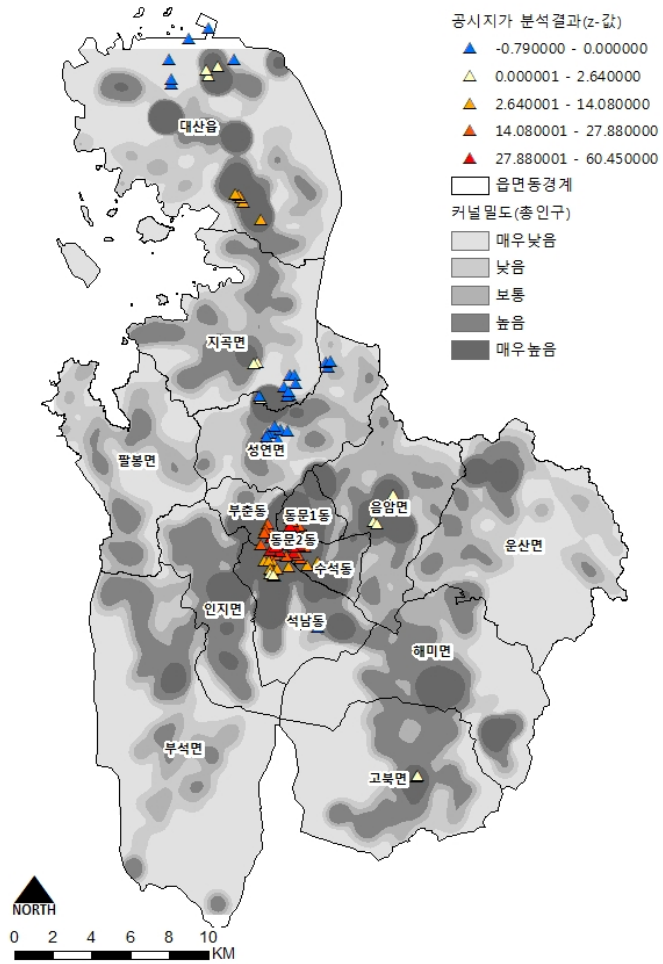 공시지가 분석결과(z-값)
-0.790000 - 0.000000
0.000001 - 2.640000
2.640001 - 14.080000
14.080001 - 27.880000
27.880001 - 60.450000
읍면동경계
커널밀도(총인구)
매우낮음
낮음
보통
높음
매우높음
대산읍
지곡면
팔봉면
성연면
부춘동
동문1동
음암면
운산면
동문2동
수석동
인지면
석남동
해미면
부석면
고북면
NORTH
0 2 4 6 8 10
KM